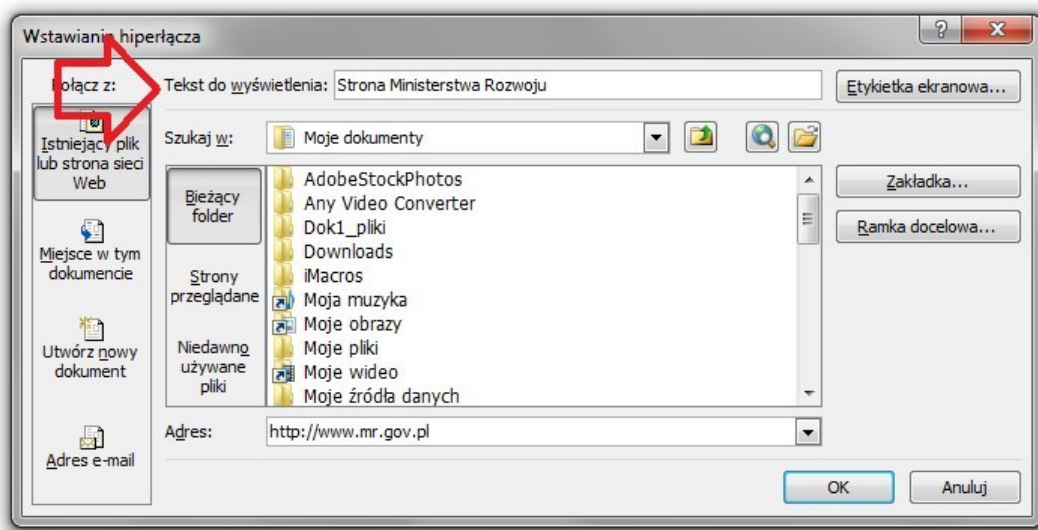 Wstawianie hiperłącza
Połącz z:
Tekst do wyświetlenia: Strona Ministerstwa Rozwoju
Etykietka ekranowa...
Istniejący plik
lub strona sieci
Web
Miejsce w tym
dokumencie
Utwórz nowy
dokument
Adres e-mail
Szukaj w: Moje dokumenty
Bieżący
folder
Strony
przeglądane
Niedawno
używane
pliki
AdobeStockPhotos
Any Video Converter
Dok1_pliki
Downloads
iMacros
Moja muzyka
Moje obrazy
Moje pliki
Moje wideo
Moje źródła danych
Zakładka...
Ramka docelowa...
Adres: http://www.mr.gov.pl
OK Anuluj